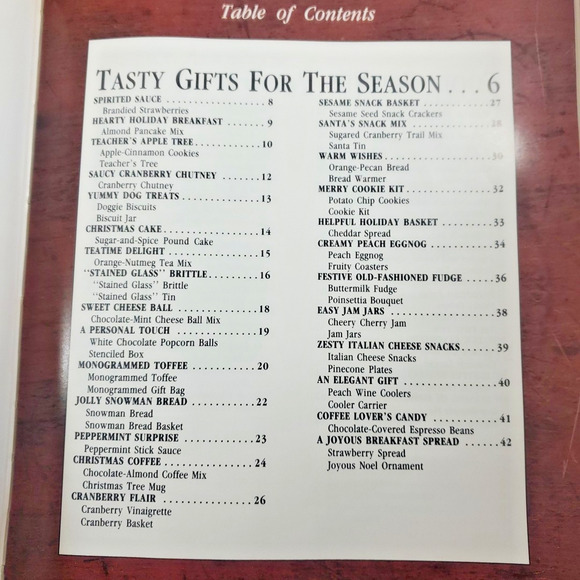 Table of Contents
TASTY GIFTS FOR THE SEASON . . . 6
SPIRITED SAUCE . . . . . . . . . . . . . . . . . . 8
Brandied Strawberries
HEARTY HOLIDAY BREAKFAST . . . . . . . . 9
Almond Pancake Mix
TEACHER'S APPLE TREE . . . . . . . . . . . . . 10
Apple-Cinnamon Cookies
Teacher's Tree
SAUCY CRANBERRY CHUTNEY . . . . . . . 12
Cranberry Chutney
YUMMY DOG TREATS . . . . . . . . . . . . . . . 13
Doggie Biscuits
Biscuit Jar
CHRISTMAS CAKE . . . . . . . . . . . . . . . . . 14
Sugar-and-Spice Pound Cake
TEATIME DELIGHT . . . . . . . . . . . . . . . . . 15
Orange-Nutmeg Tea Mix
"STAINED GLASS" BRITTLE . . . . . . . . . . 16
"Stained Glass" Brittle
"Stained Glass" Tin
SWEET CHEESE BALL . . . . . . . . . . . . . . . 18
Chocolate-Mint Cheese Ball Mix
A PERSONAL TOUCH . . . . . . . . . . . . . . . 19
White Chocolate Popcorn Balls
Stenciled Box
MONOGRAMMED TOFFEE . . . . . . . . . . . . 20
Monogrammed Toffee
Monogrammed Gift Bag
JOLLY SNOWMAN BREAD . . . . . . . . . . . . 22
Snowman Bread
Snowman Bread Basket
PEPPERMINT SURPRISE . . . . . . . . . . . . . 23
Peppermint Stick Sauce
CHRISTMAS COFFEE . . . . . . . . . . . . . . . . 24
Chocolate-Almond Coffee Mix
Christmas Tree Mug
CRANBERRY FLAIR . . . . . . . . . . . . . . . . . 26
Cranberry Vinaigrette
Cranberry Basket
SESAME SNACK BASKET . . . . . . . . . . . . . 27
Sesame Seed Snack Crackers
SANTA'S SNACK MIX . . . . . . . . . . . . . . . 28
Sugared Cranberry Trail Mix
Santa Tin
WARM WISHES . . . . . . . . . . . . . . . . . . . . 30
Orange-Pecan Bread
Bread Warmer
MERRY COOKIE KIT . . . . . . . . . . . . . . . . 32
Potato Chip Cookies
Cookie Kit
HELPFUL HOLIDAY BASKET . . . . . . . . . . 33
Cheddar Spread
CREAMY PEACH EGGNOG . . . . . . . . . . . . 34
Peach Eggnog
Fruity Coasters
FESTIVE OLD-FASHIONED FUDGE . . . . . 36
Buttermilk Fudge
Poinsettia Bouquet
EASY JAM JARS . . . . . . . . . . . . . . . . . . . 38
Cheery Cherry Jam
Jam Jars
ZESTY ITALIAN CHEESE SNACKS . . . . . 39
Italian Cheese Snacks
Pinecone Plates
AN ELEGANT GIFT . . . . . . . . . . . . . . . . . 40
Peach Wine Coolers
Cooler Carrier
COFFEE LOVER'S CANDY . . . . . . . . . . . . 41
Chocolate-Covered Espresso Beans
A JOYOUS BREAKFAST SPREAD . . . . . . 42
Strawberry Spread
Joyous Noel Ornament